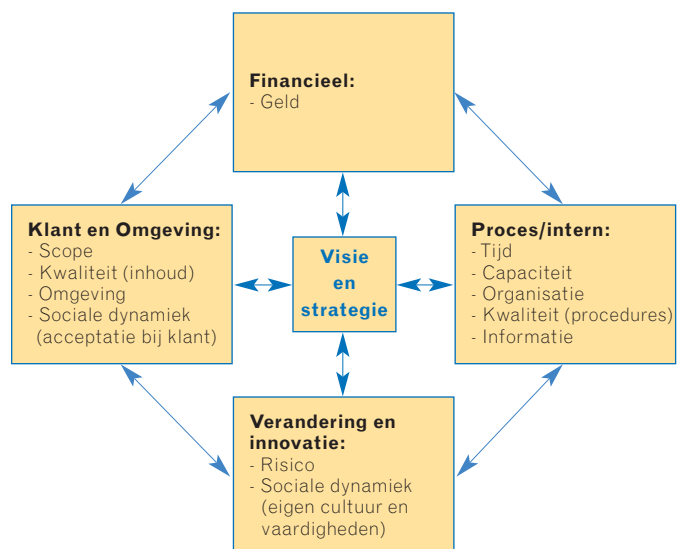 Financieel:
- Geld
Klant en Omgeving:
- Scope
- Kwaliteit (inhoud)
- Omgeving
- Sociale dynamiek
(acceptatie bij klant)
Visie
en
strategie
Proces/intern:
- Tijd
- Capaciteit
- Organisatie
- Kwaliteit (procedures)
- Informatie
Verandering en
innovatie:
- Risico
- Sociale dynamiek
(eigen cultuur en
vaardigheden)